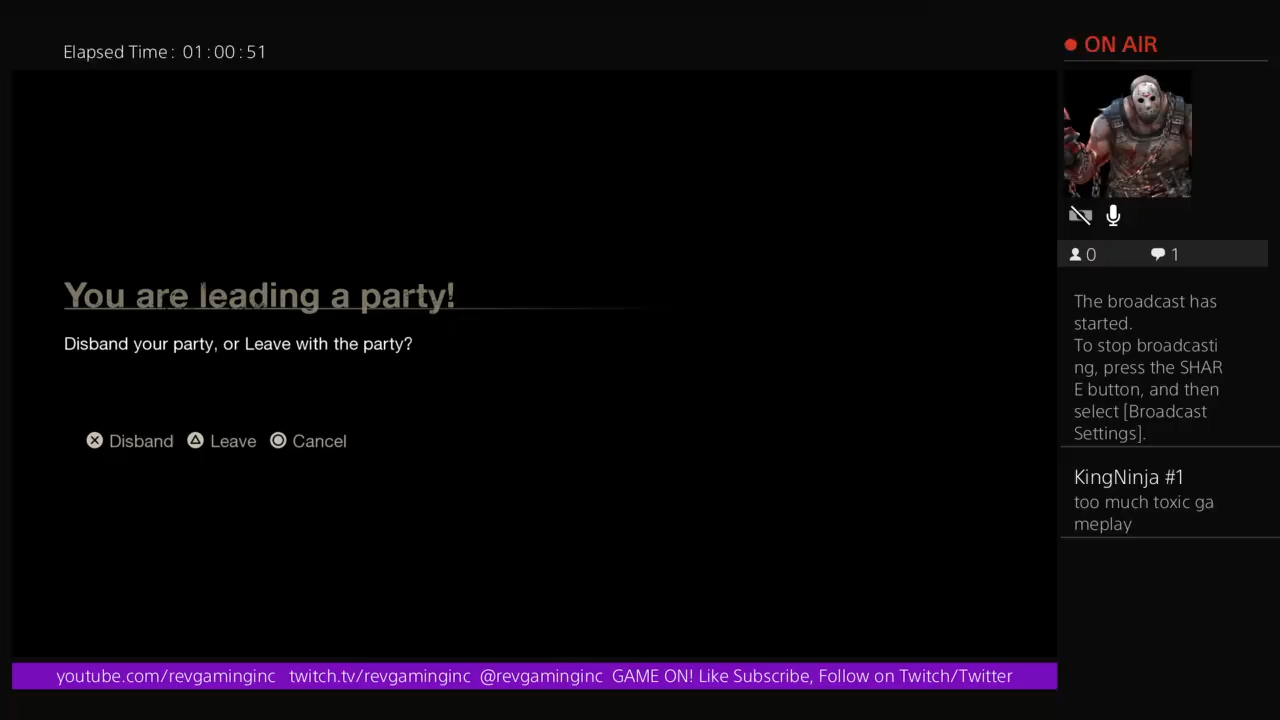 Elapsed Time: 01:00:51
ON AIR
0 1
The broadcast has
started.
To stop broadcasti
ng, press the SHAR
E button, and then
select [Broadcast
Settings].
KingNinja #1
too much toxic ga
meplay
You are leading a party!
Disband your party, or Leave with the party?
Disband Leave Cancel
youtube.com/revgaminginc twitch.tv/revgaminginc @revgaminginc GAME ON! Like Subscribe, Follow on Twitch/Twitter